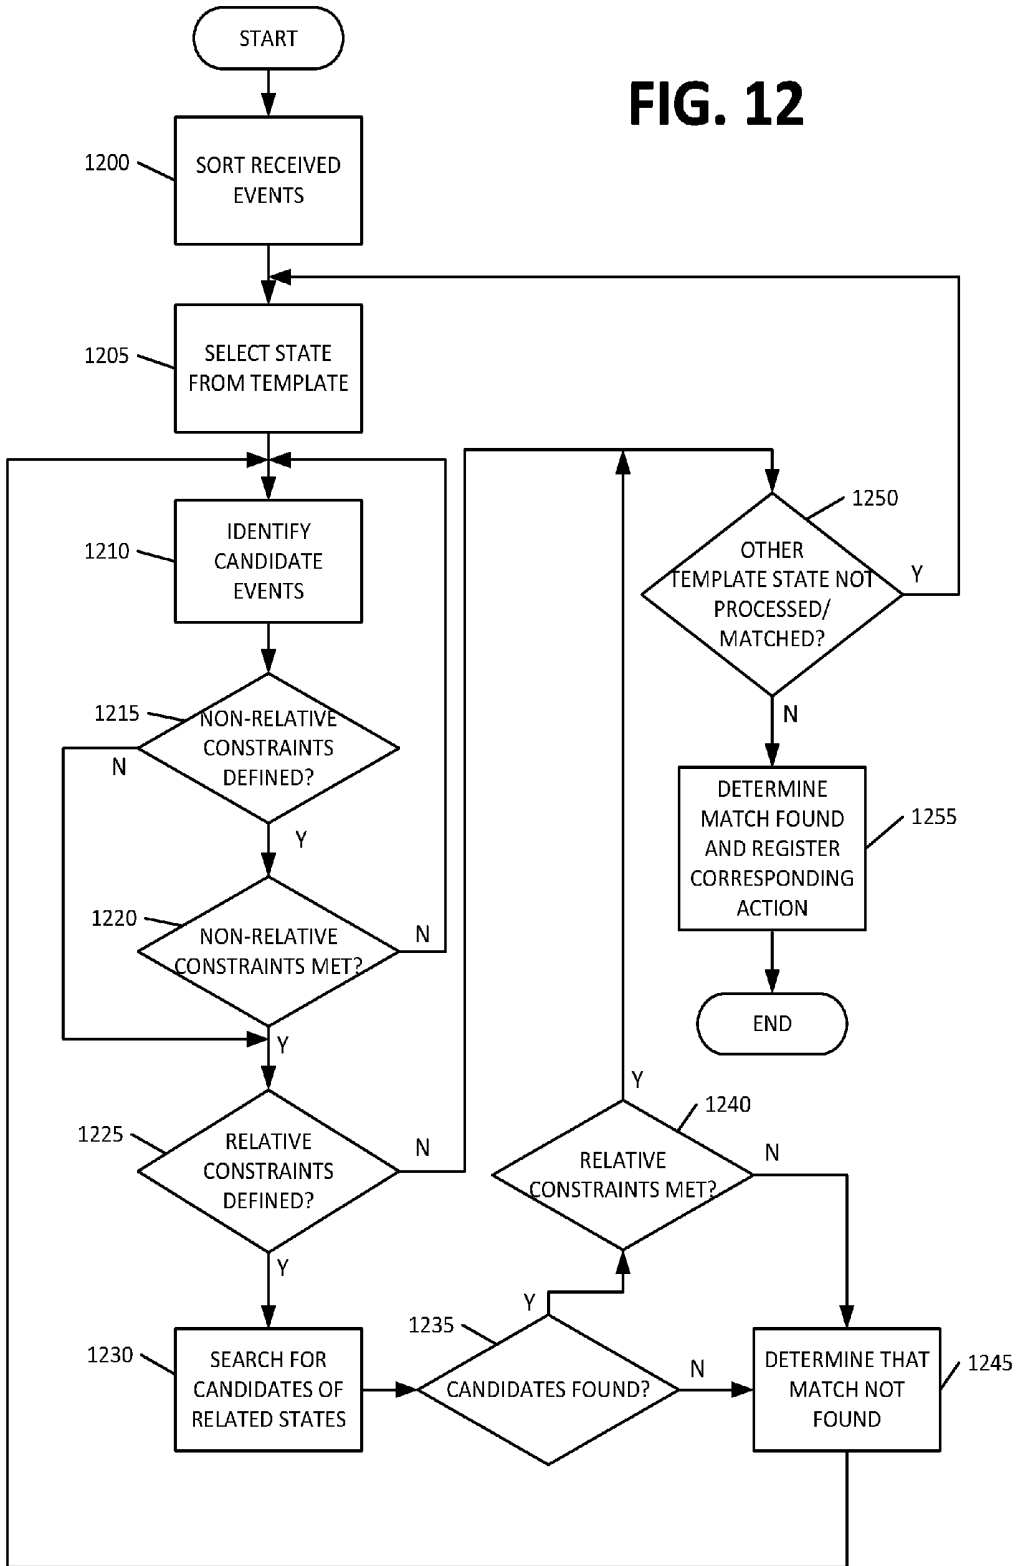 START
FIG. 12
1200
SORT RECEIVED
EVENTS
1205
SELECT STATE
FROM TEMPLATE
1210
IDENTIFY
CANDIDATE
EVENTS
1215
NON-RELATIVE
CONSTRAINTS
DEFINED?
N
Y
1220
NON-RELATIVE
CONSTRAINTS MET?
N
Y
1225
RELATIVE
CONSTRAINTS
DEFINED?
N
Y
1230
SEARCH FOR
CANDIDATES OF
RELATED STATES
1235
CANDIDATES FOUND?
Y
N
1240
RELATIVE
CONSTRAINTS MET?
Y
N
1245
DETERMINE THAT
MATCH NOT
FOUND
1250
OTHER
TEMPLATE STATE NOT
PROCESSED/
MATCHED?
Y
N
1255
DETERMINE
MATCH FOUND
AND REGISTER
CORRESPONDING
ACTION
END